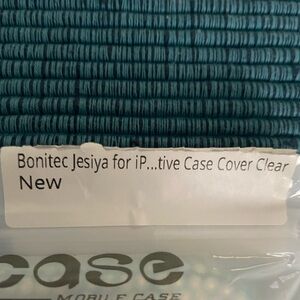 Bonitec Jesiya for iP...tive Case Cover Clear
New
case
MOBILE CASE